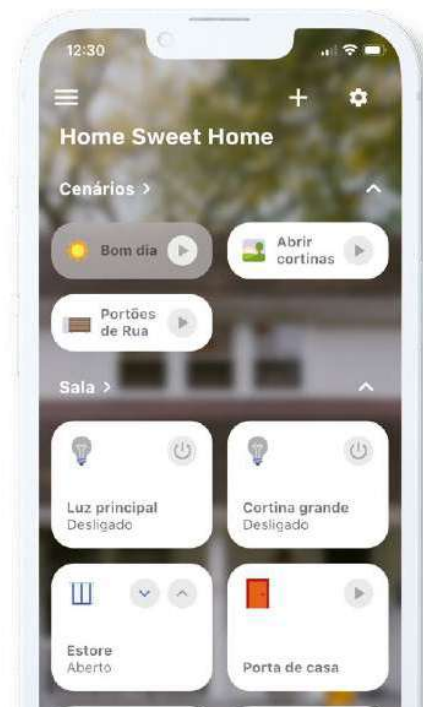 12:30
Home Sweet Home
Cenários >
Bom dia
Abrir
cortinas
Portões
de Rua
Sala >
Luz principal
Desligado
Cortina grande
Desligado
Estore
Aberto
Porta de casa